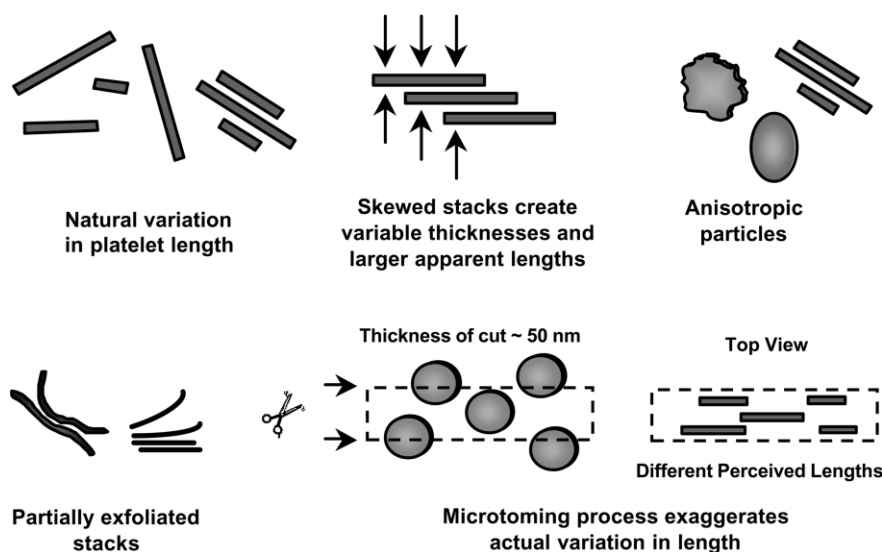 Natural variation
in platelet length
Skewed stacks create
variable thicknesses and
larger apparent lengths
Anisotropic
particles
Partially exfoliated
stacks
Thickness of cut ~ 50 nm
Top View
Different Perceived Lengths
Microtoming process exaggerates
actual variation in length